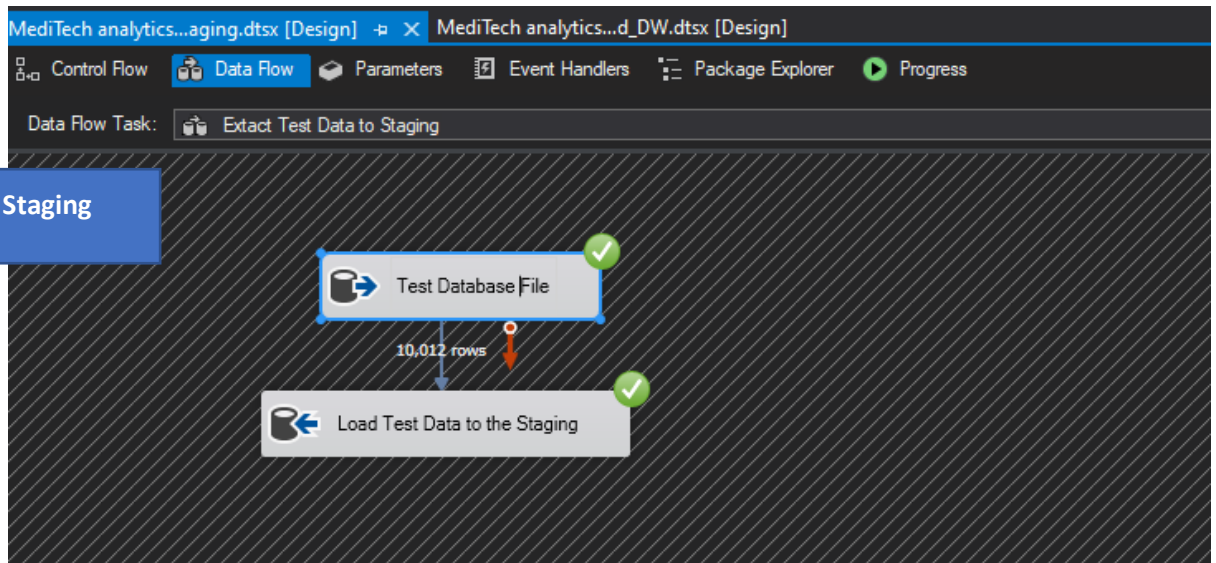 MediTech analytics...aging.dtsx [Design] MediTech analytics...d_DW.dtsx [Design]
Control Flow Data Flow Parameters Event Handlers Package Explorer Progress
Data Flow Task: Extact Test Data to Staging
Staging
Test Database File
10,012 rows
Load Test Data to the Staging